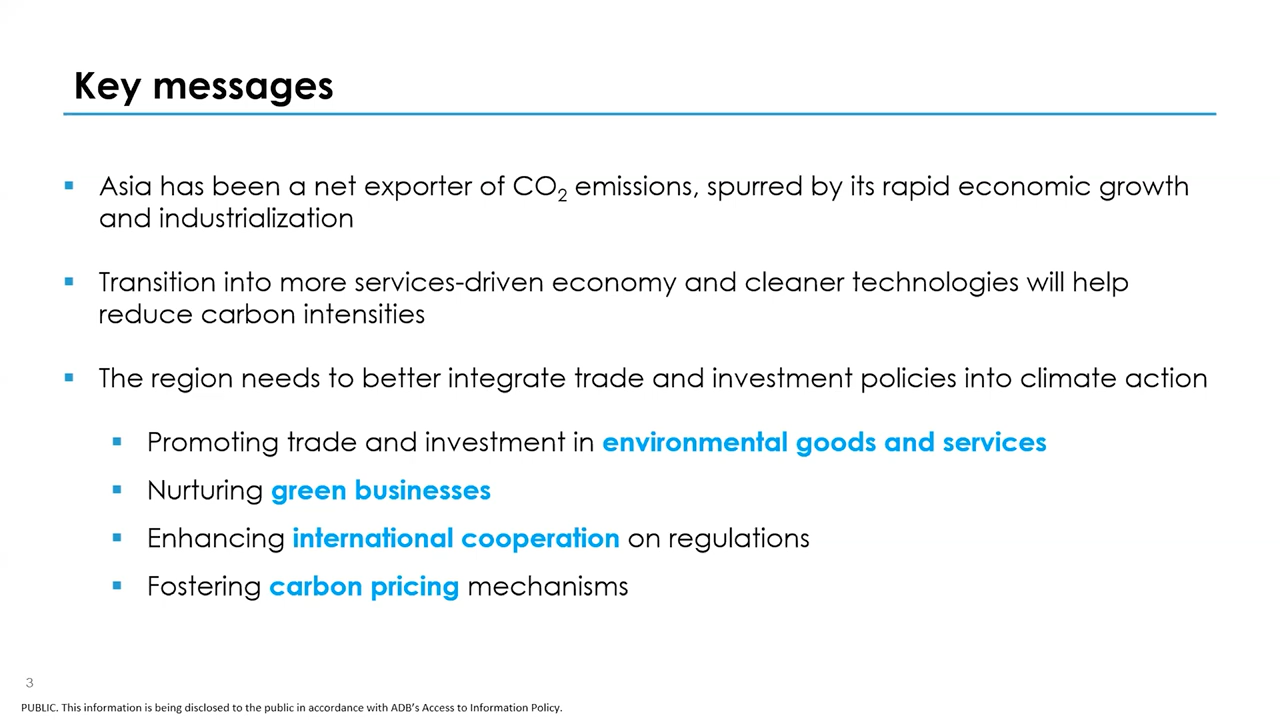 Key messages
▪ Asia has been a net exporter of CO₂ emissions, spurred by its rapid economic growth
and industrialization
▪ Transition into more services-driven economy and cleaner technologies will help
reduce carbon intensities
▪ The region needs to better integrate trade and investment policies into climate action
▪ Promoting trade and investment in environmental goods and services
▪ Nurturing green businesses
▪ Enhancing international cooperation on regulations
▪ Fostering carbon pricing mechanisms
3
PUBLIC. This information is being disclosed to the public in accordance with ADB’s Access to Information Policy.